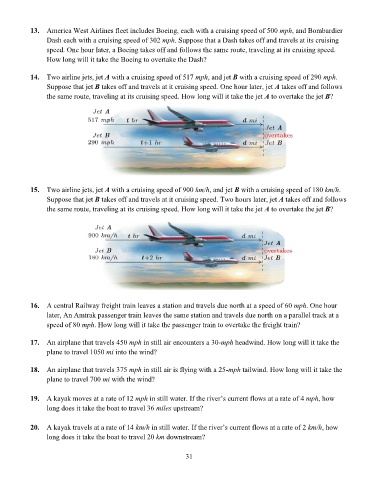 13. America West Airlines fleet includes Boeing, each with a cruising speed of 500 mph, and Bombardier
Dash each with a cruising speed of 302 mph. Suppose that a Dash takes off and travels at its cruising
speed. One hour later, a Boeing takes off and follows the same route, traveling at its cruising speed.
How long will it take the Boeing to overtake the Dash?
14. Two airline jets, jet A with a cruising speed of 517 mph, and jet B with a cruising speed of 290 mph.
Suppose that jet B takes off and travels at it cruising speed. One hour later, jet A takes off and follows
the same route, traveling at its cruising speed. How long will it take the jet A to overtake the jet B?
Jet A
517 mph t hr d mi
Jet A
Jet B overtakes
290 mph t+1 hr d mi Jet B
15. Two airline jets, jet A with a cruising speed of 900 km/h, and jet B with a cruising speed of 180 km/h.
Suppose that jet B takes off and travels at it cruising speed. Two hours later, jet A takes off and follows
the same route, traveling at its cruising speed. How long will it take the jet A to overtake the jet B?
Jet A
900 km/h t hr d mi
Jet A
Jet B overtakes
180 km/h t+2 hr d mi Jet B
16. A central Railway freight train leaves a station and travels due north at a speed of 60 mph. One hour
later, An Amtrak passenger train leaves the same station and travels due north on a parallel track at a
speed of 80 mph. How long will it take the passenger train to overtake the freight train?
17. An airplane that travels 450 mph in still air encounters a 30-mph headwind. How long will it take the
plane to travel 1050 mi into the wind?
18. An airplane that travels 375 mph in still air is flying with a 25-mph tailwind. How long will it take the
plane to travel 700 mi with the wind?
19. A kayak moves at a rate of 12 mph in still water. If the river's current flows at a rate of 4 mph, how
long does it take the boat to travel 36 miles upstream?
20. A kayak travels at a rate of 14 km/h in still water. If the river's current flows at a rate of 2 km/h, how
long does it take the boat to travel 20 km downstream?
31